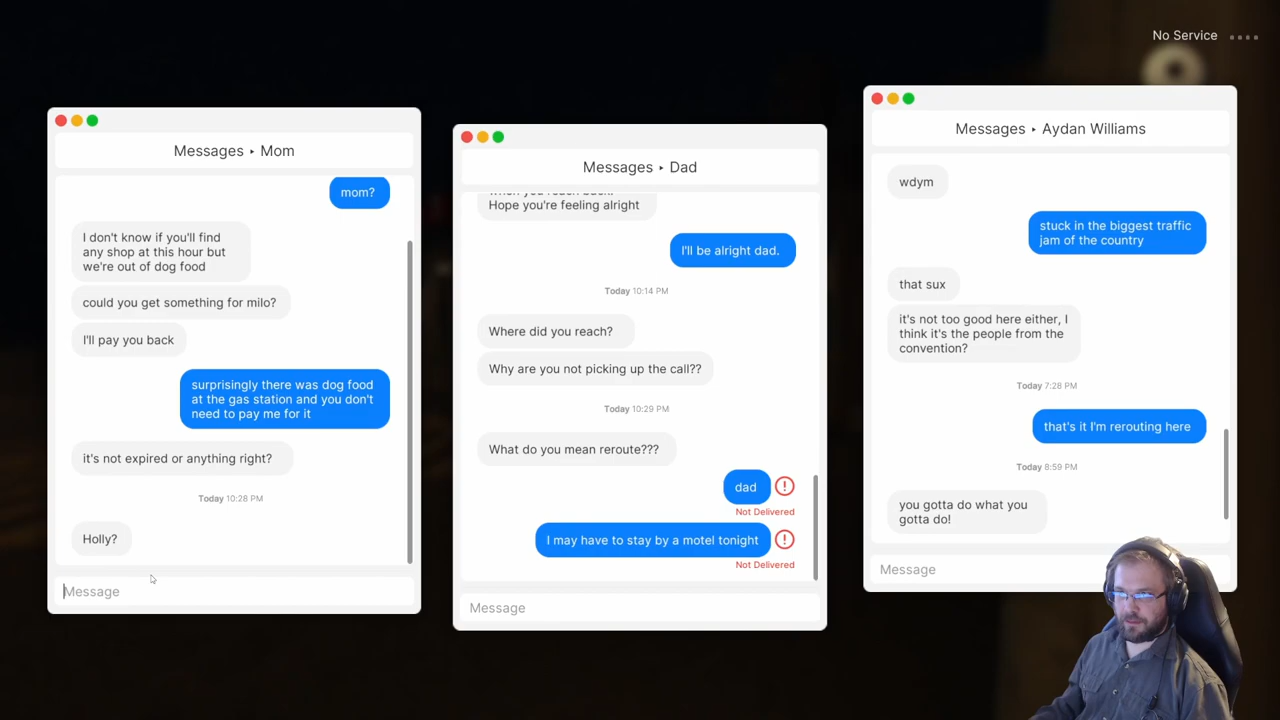 No Service
Messages ‣ Mom
mom?
I don't know if you'll find
any shop at this hour but
we're out of dog food
could you get something for milo?
I'll pay you back
surprisingly there was dog food
at the gas station and you don't
need to pay me for it
it's not expired or anything right?
Today 10:28 PM
Holly?
Message
Messages ‣ Dad
when you reach back.
Hope you're feeling alright
I'll be alright dad.
Today 10:14 PM
Where did you reach?
Why are you not picking up the call??
Today 10:29 PM
What do you mean reroute???
dad
Not Delivered
I may have to stay by a motel tonight
Not Delivered
Message
Messages ‣ Aydan Williams
wdym
stuck in the biggest traffic
jam of the country
that sux
it's not too good here either, I
think it's the people from the
convention?
Today 7:28 PM
that's it I'm rerouting here
Today 8:59 PM
you gotta do what you
gotta do!
Message